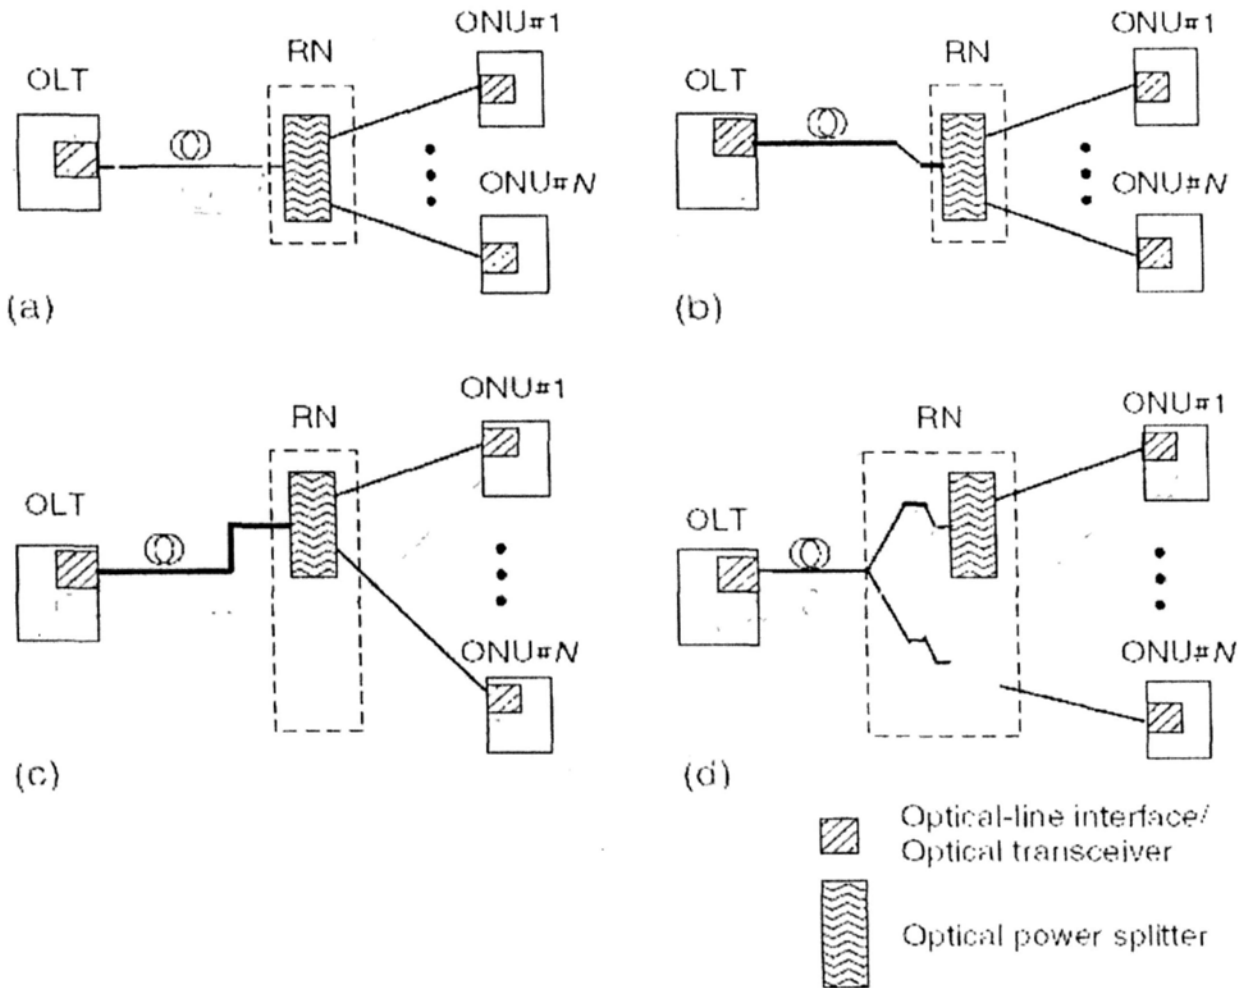 ONU#1
RN
OLT
ONU#N
(a)
ONU#1
RN
OLT
ONU#N
(b)
ONU#1
RN
OLT
ONU#N
(c)
ONU#1
RN
OLT
ONU#N
(d)
Optical-line interface/
Optical transceiver
Optical power splitter